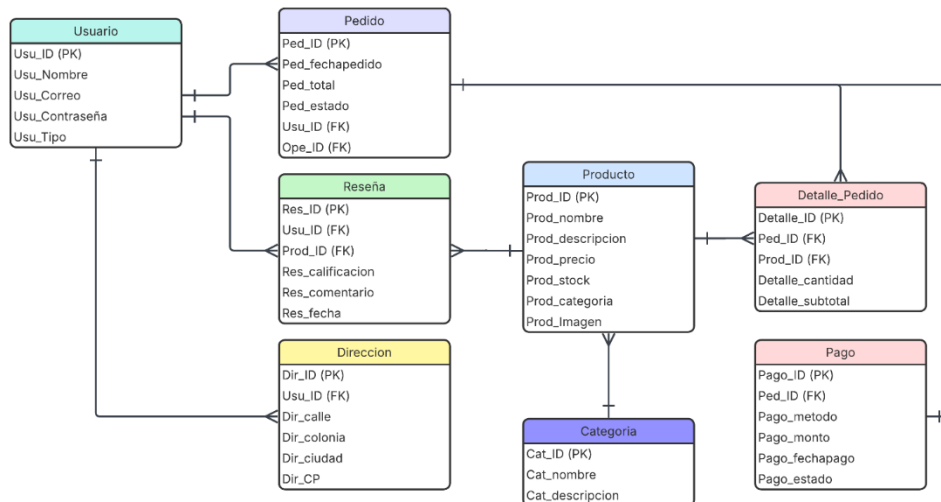 Usuario
Usu_ID (PK)
Usu_Nombre
Usu_Correo
Usu_Contraseña
Usu_Tipo
Pedido
Ped_ID (PK)
Ped_fechapedido
Ped_total
Ped_estado
Usu_ID (FK)
Ope_ID (FK)
Reseña
Res_ID (PK)
Usu_ID (FK)
Prod_ID (FK)
Res_calificacion
Res_comentario
Res_fecha
Direccion
Dir_ID (PK)
Usu_ID (FK)
Dir_calle
Dir_colonia
Dir_ciudad
Dir_CP
Producto
Prod_ID (PK)
Prod_nombre
Prod_descripcion
Prod_precio
Prod_stock
Prod_categoria
Prod_Imagen
Categoria
Cat_ID (PK)
Cat_nombre
Cat_descripcion
Detalle_Pedido
Detalle_ID (PK)
Ped_ID (FK)
Prod_ID (FK)
Detalle_cantidad
Detalle_subtotal
Pago
Pago_ID (PK)
Ped_ID (FK)
Pago_metodo
Pago_monto
Pago_fechapago
Pago_estado